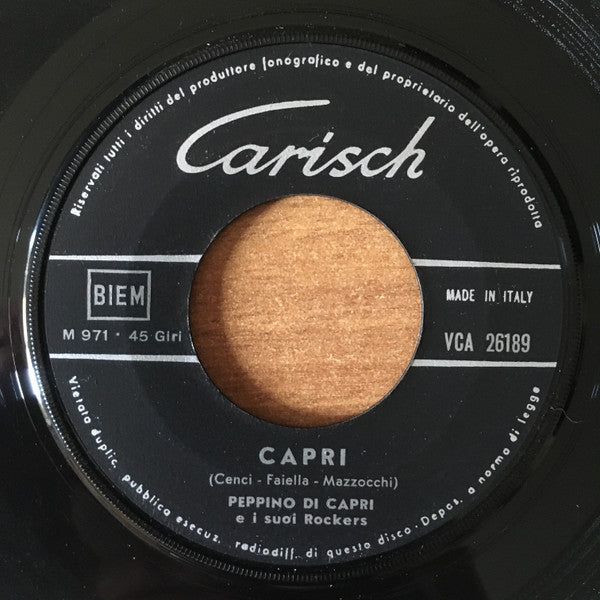 Riservati tutti i diritti del produttore fonografico e del proprietario dell'opera riprodotta
Carisch
BIEM
MADE IN ITALY
M 971 · 45 Giri
VCA 26189
CAPRI
(Cenci - Faiella - Mazzocchi)
PEPPINO DI CAPRI
e i suoi Rockers
Vietata duplic. pubblica esecuz. radiodiff. di questo disco - Depos. a norma di legge